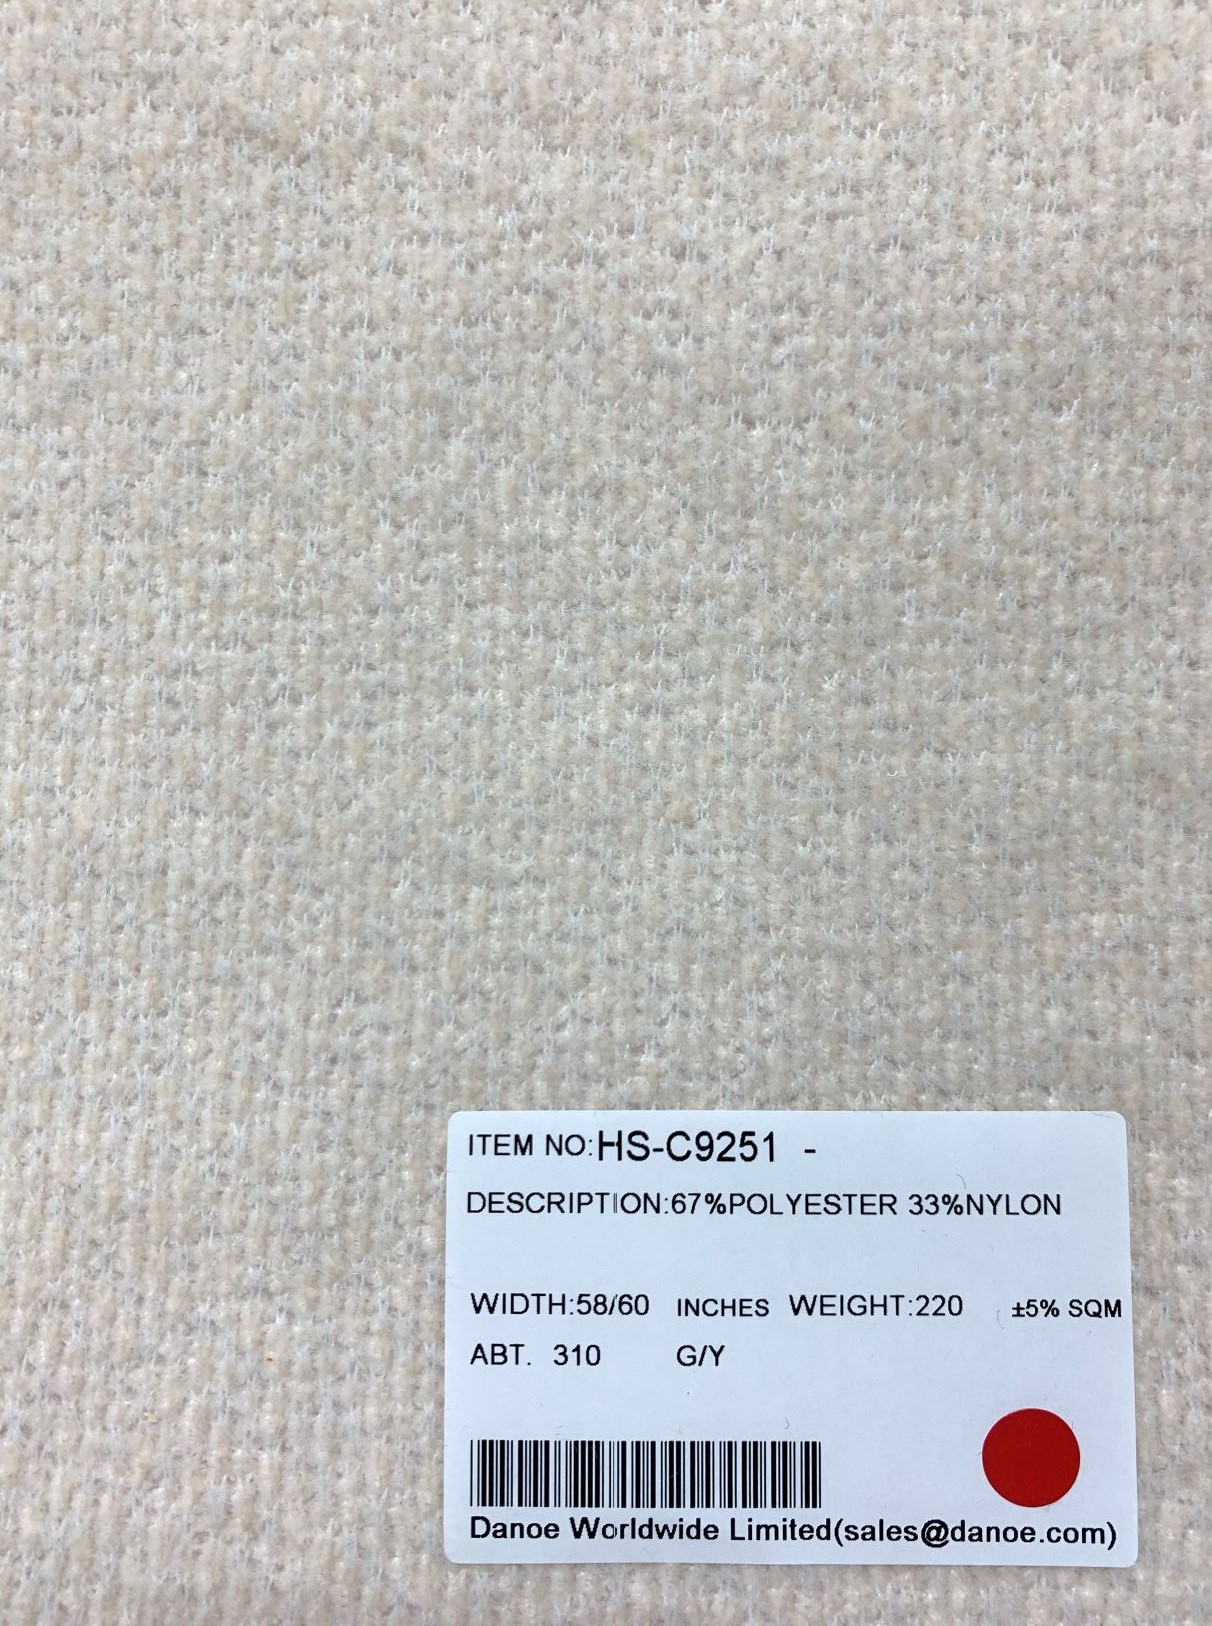 ITEM NO:HS-C9251 -
DESCRIPTION:67%POLYESTER 33%NYLON
WIDTH:58/60 INCHES WEIGHT:220 ±5% SQM
ABT. 310 G/Y
Danoe Worldwide Limited(sales@danoe.com)